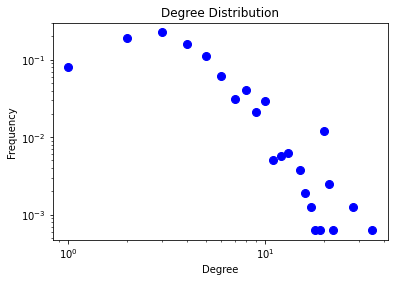 Degree Distribution
Frequency
10⁻¹
10⁻²
10⁻³
10⁰
10¹
Degree